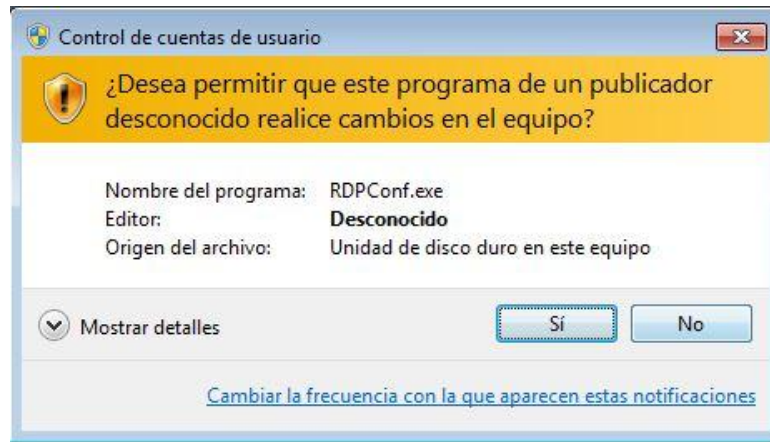 Control de cuentas de usuario
¿Desea permitir que este programa de un publicador
desconocido realice cambios en el equipo?
Nombre del programa: RDPConf.exe
Editor: Desconocido
Origen del archivo: Unidad de disco duro en este equipo
Mostrar detalles Sí No
Cambiar la frecuencia con la que aparecen estas notificaciones